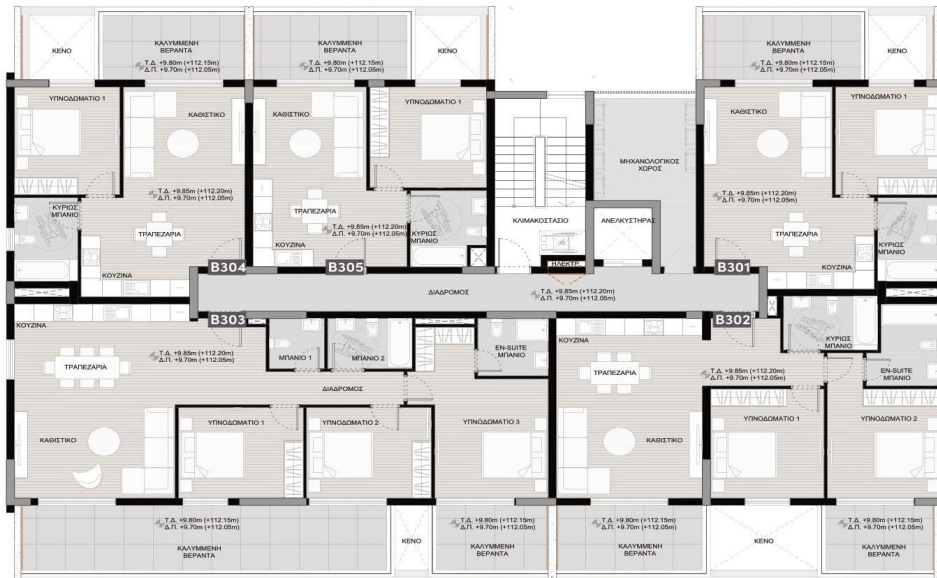 ΚΕΝΟ
ΚΑΛΥΜΜΕΝΗ
ΒΕΡΑΝΤΑ
Τ.Δ. +9.80m (+112.15m)
Δ.Π. +9.70m (+112.05m)
ΚΑΛΥΜΜΕΝΗ
ΒΕΡΑΝΤΑ
Τ.Δ. +9.80m (+112.15m)
Δ.Π. +9.70m (+112.05m)
ΚΕΝΟ
ΚΑΛΥΜΜΕΝΗ
ΒΕΡΑΝΤΑ
Τ.Δ. +9.80m (+112.15m)
Δ.Π. +9.70m (+112.05m)
ΚΕΝΟ
ΥΠΝΟΔΩΜΑΤΙΟ 1
ΚΑΘΙΣΤΙΚΟ
Τ.Δ. +9.85m (+112.20m)
Δ.Π. +9.70m (+112.05m)
ΚΥΡΙΩΣ
ΜΠΑΝΙΟ
ΤΡΑΠΕΖΑΡΙΑ
ΚΟΥΖΙΝΑ
B304
ΚΑΘΙΣΤΙΚΟ
ΥΠΝΟΔΩΜΑΤΙΟ 1
ΤΡΑΠΕΖΑΡΙΑ
Τ.Δ. +9.85m (+112.20m)
Δ.Π. +9.70m (+112.05m)
ΚΥΡΙΩΣ
ΜΠΑΝΙΟ
ΚΟΥΖΙΝΑ
B305
ΚΛΙΜΑΚΟΣΤΑΣΙΟ
ΗΛΕΚΤΡ.
ΜΗΧΑΝΟΛΟΓΙΚΟΣ
ΧΩΡΟΣ
ΑΝΕΛΚΥΣΤΗΡΑΣ
ΚΑΘΙΣΤΙΚΟ
ΥΠΝΟΔΩΜΑΤΙΟ 1
Τ.Δ. +9.85m (+112.20m)
Δ.Π. +9.70m (+112.05m)
ΤΡΑΠΕΖΑΡΙΑ
ΚΥΡΙΩΣ
ΜΠΑΝΙΟ
ΚΟΥΖΙΝΑ
B301
ΔΙΑΔΡΟΜΟΣ
Τ.Δ. +9.85m (+112.20m)
Δ.Π. +9.70m (+112.05m)
B303
ΚΟΥΖΙΝΑ
ΤΡΑΠΕΖΑΡΙΑ
Τ.Δ. +9.85m (+112.20m)
Δ.Π. +9.70m (+112.05m)
ΜΠΑΝΙΟ 1
ΜΠΑΝΙΟ 2
EN-SUITE
ΜΠΑΝΙΟ
ΔΙΑΔΡΟΜΟΣ
ΚΑΘΙΣΤΙΚΟ
ΥΠΝΟΔΩΜΑΤΙΟ 1
ΥΠΝΟΔΩΜΑΤΙΟ 2
ΥΠΝΟΔΩΜΑΤΙΟ 3
B302
ΚΟΥΖΙΝΑ
ΤΡΑΠΕΖΑΡΙΑ
Τ.Δ. +9.85m (+112.20m)
Δ.Π. +9.70m (+112.05m)
ΚΥΡΙΩΣ
ΜΠΑΝΙΟ
EN-SUITE
ΜΠΑΝΙΟ
ΚΑΘΙΣΤΙΚΟ
ΥΠΝΟΔΩΜΑΤΙΟ 1
ΥΠΝΟΔΩΜΑΤΙΟ 2
Τ.Δ. +9.80m (+112.15m)
Δ.Π. +9.70m (+112.05m)
ΚΑΛΥΜΜΕΝΗ
ΒΕΡΑΝΤΑ
ΚΕΝΟ
Τ.Δ. +9.80m (+112.15m)
Δ.Π. +9.70m (+112.05m)
ΚΑΛΥΜΜΕΝΗ
ΒΕΡΑΝΤΑ
Τ.Δ. +9.80m (+112.15m)
Δ.Π. +9.70m (+112.05m)
ΚΑΛΥΜΜΕΝΗ
ΒΕΡΑΝΤΑ
ΚΕΝΟ
Τ.Δ. +9.80m (+112.15m)
Δ.Π. +9.70m (+112.05m)
ΚΑΛΥΜΜΕΝΗ
ΒΕΡΑΝΤΑ